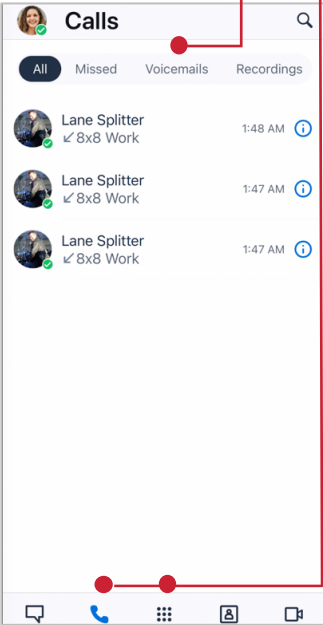 Calls
All Missed Voicemails Recordings
Lane Splitter
8x8 Work
1:48 AM
Lane Splitter
8x8 Work
1:47 AM
Lane Splitter
8x8 Work
1:47 AM